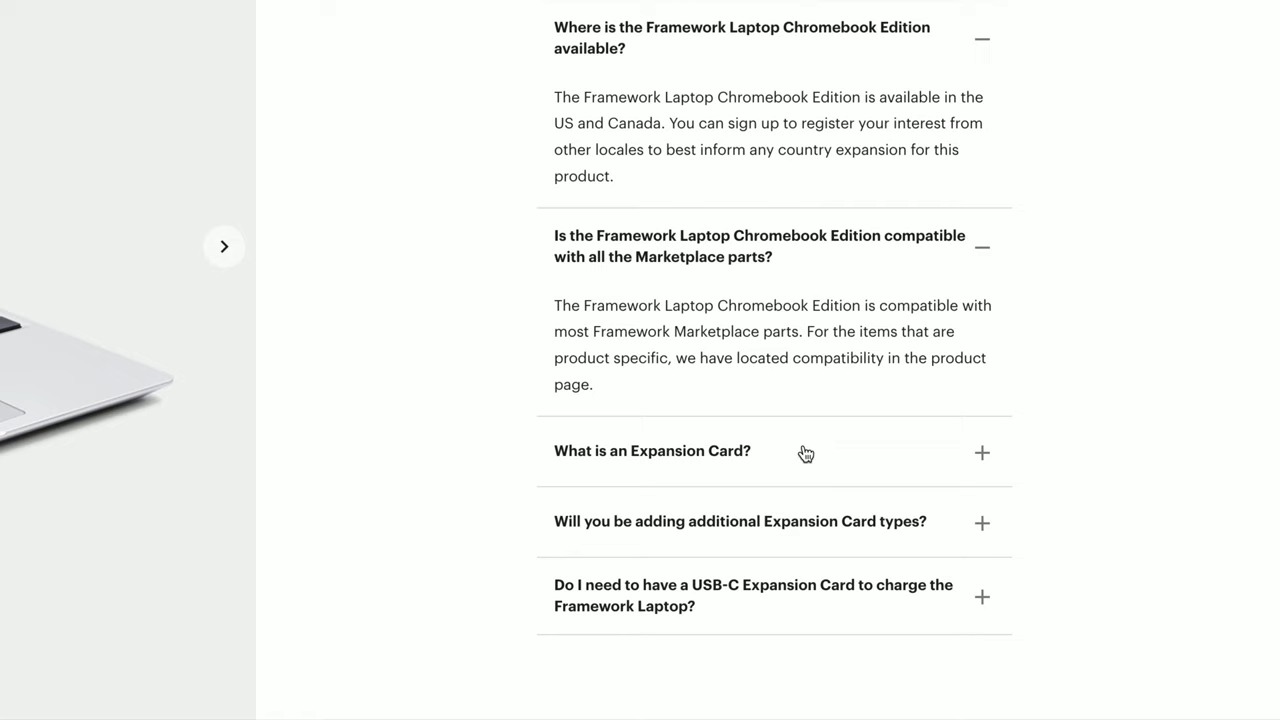 Where is the Framework Laptop Chromebook Edition
available?
The Framework Laptop Chromebook Edition is available in the
US and Canada. You can sign up to register your interest from
other locales to best inform any country expansion for this
product.
Is the Framework Laptop Chromebook Edition compatible
with all the Marketplace parts?
The Framework Laptop Chromebook Edition is compatible with
most Framework Marketplace parts. For the items that are
product specific, we have located compatibility in the product
page.
What is an Expansion Card?
Will you be adding additional Expansion Card types?
Do I need to have a USB-C Expansion Card to charge the
Framework Laptop?